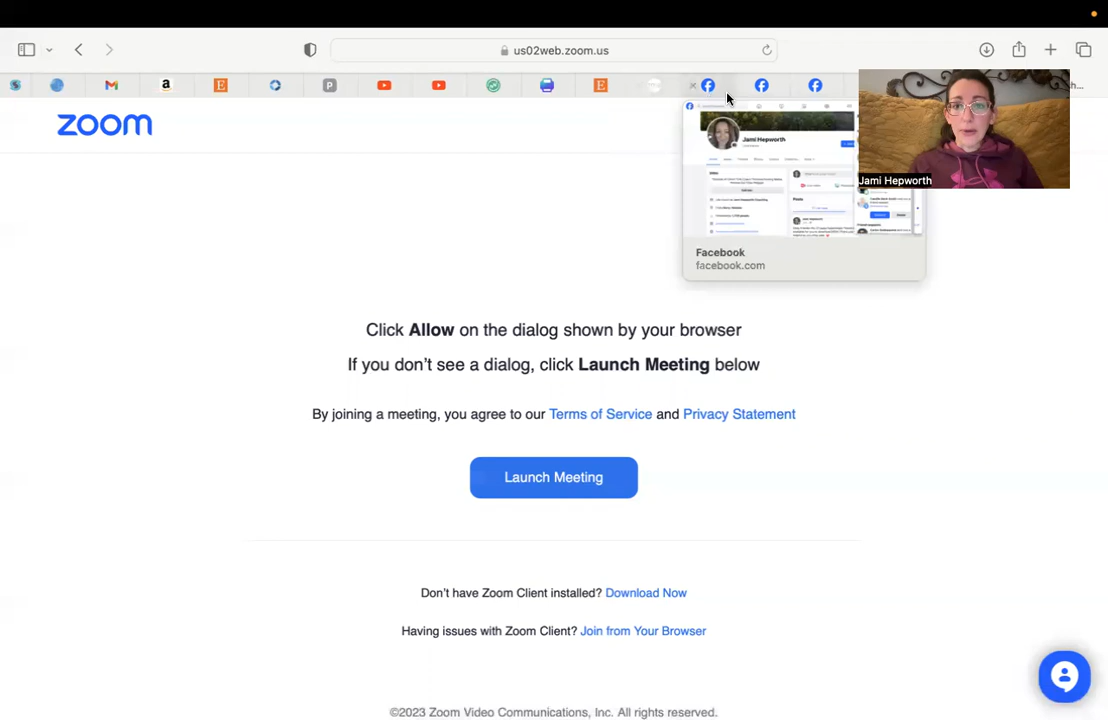 us02web.zoom.us
h...
zoom
Jami Hepworth
Jami Hepworth
Facebook
facebook.com
Click Allow on the dialog shown by your browser
If you don't see a dialog, click Launch Meeting below
By joining a meeting, you agree to our Terms of Service and Privacy Statement
Launch Meeting
Don't have Zoom Client installed? Download Now
Having issues with Zoom Client? Join from Your Browser
©2023 Zoom Video Communications, Inc. All rights reserved.